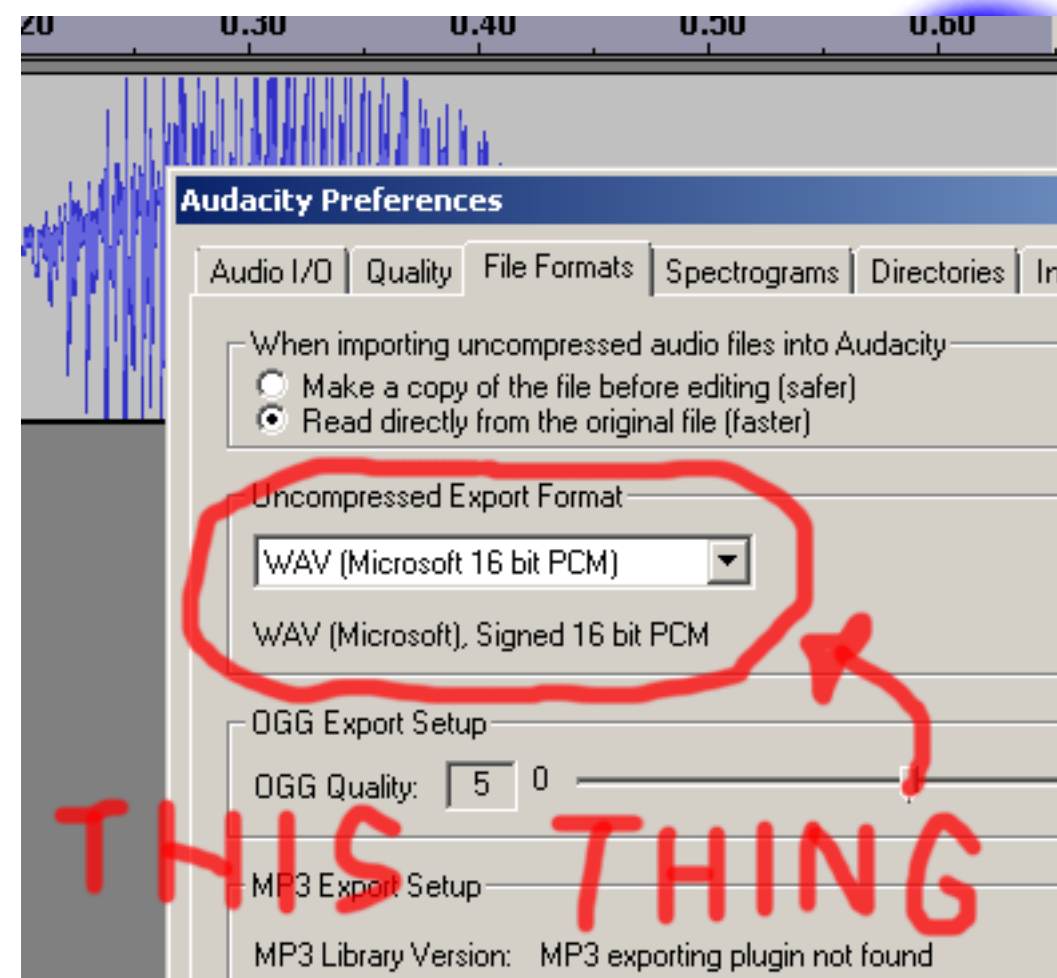 20 0.30 0.40 0.50 0.60
Audacity Preferences
Audio I/O Quality File Formats Spectrograms Directories In
When importing uncompressed audio files into Audacity
Make a copy of the file before editing (safer)
Read directly from the original file (faster)
Uncompressed Export Format
WAV (Microsoft 16 bit PCM)
WAV (Microsoft), Signed 16 bit PCM
OGG Export Setup
OGG Quality: 5 0
THIS THING
MP3 Export Setup
MP3 Library Version: MP3 exporting plugin not found